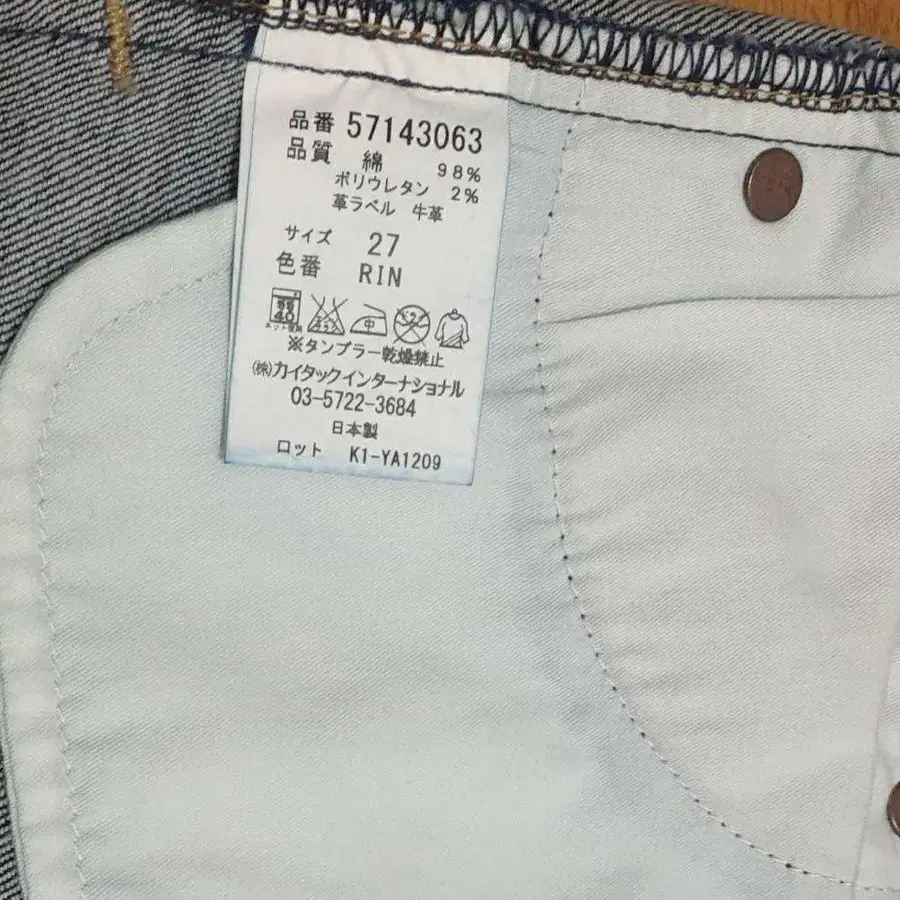 品番 57143063
品質 綿 98%
ポリウレタン 2%
革ラベル 牛革
サイズ 27
色番 RIN
40 中
※タンブラー乾燥禁止
㈱カイタックインターナショナル
03-5722-3684
日本製
ロット K1-YA1209